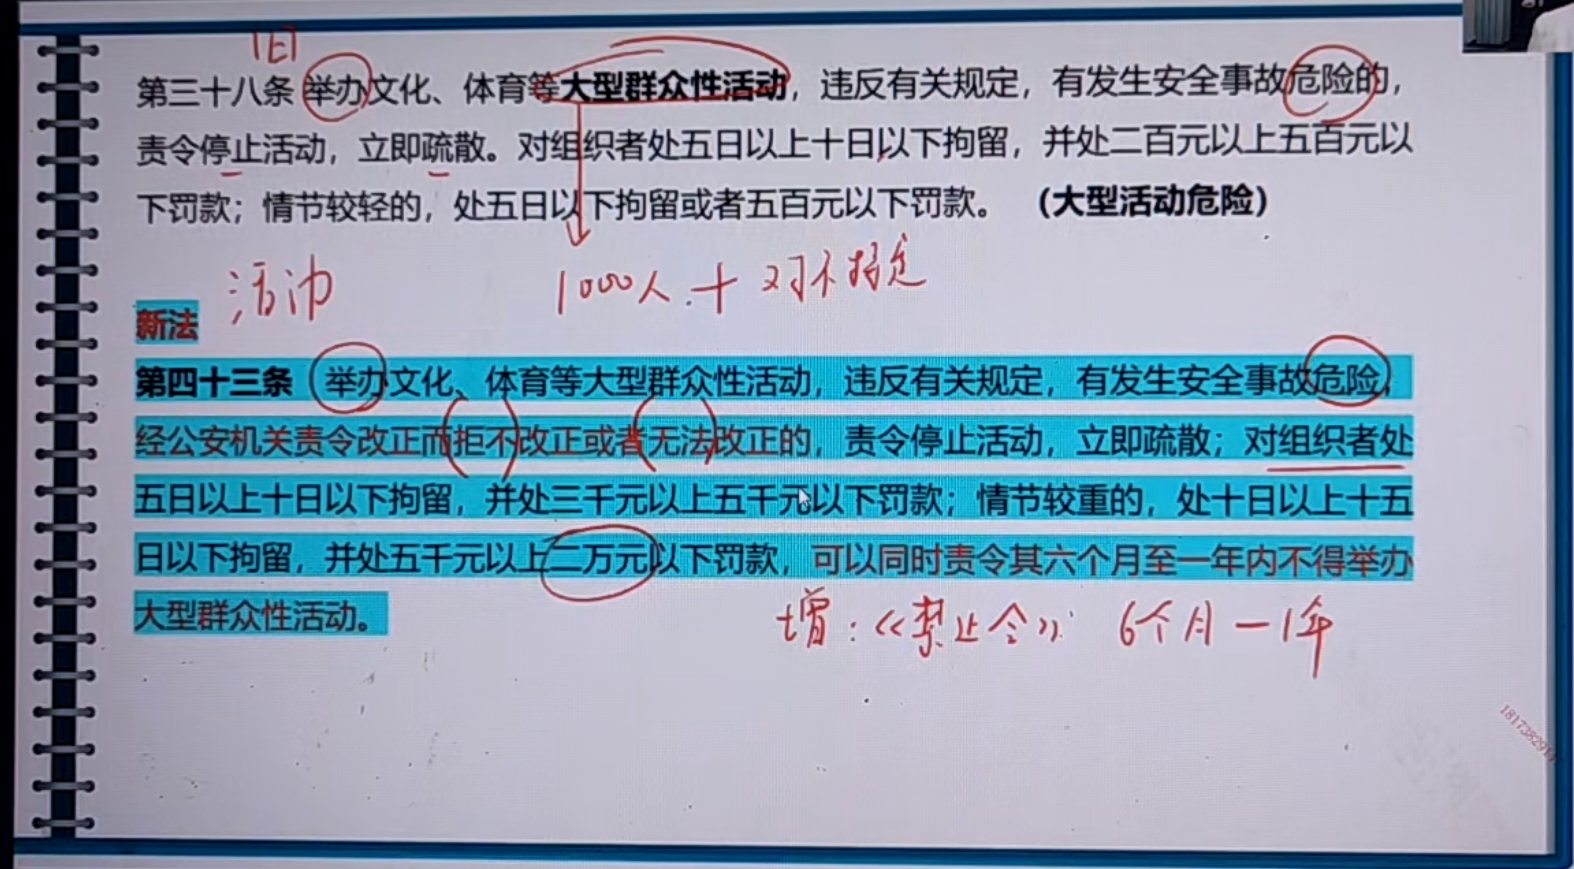 旧
第三十八条 举办文化、体育等大型群众性活动，违反有关规定，有发生安全事故危险的，
责令停止活动，立即疏散。对组织者处五日以上十日以下拘留，并处二百元以上五百元以
下罚款；情节较轻的，处五日以下拘留或者五百元以下罚款。 （大型活动危险）
1000人 + 对不特定
新法
第四十三条 举办文化、体育等大型群众性活动，违反有关规定，有发生安全事故危险，
经公安机关责令改正而拒不改正或者无法改正的，责令停止活动，立即疏散；对组织者处
五日以上十日以下拘留，并处三千元以上五千元以下罚款；情节较重的，处十日以上十五
日以下拘留，并处五千元以上二万元以下罚款，可以同时责令其六个月至一年内不得举办
大型群众性活动。
增：《禁止令》 6个月一1年